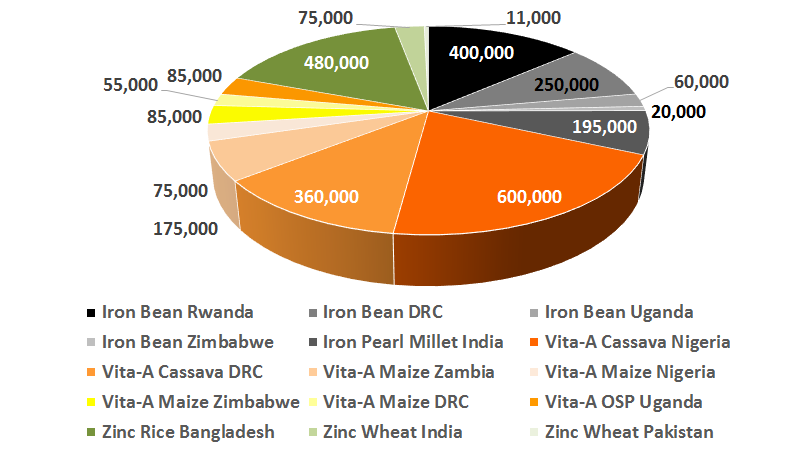 75,000
11,000
400,000
480,000
250,000
60,000
85,000
55,000
20,000
85,000
195,000
75,000
360,000
600,000
175,000
Iron Bean Rwanda
Iron Bean DRC
Iron Bean Uganda
Iron Bean Zimbabwe
Iron Pearl Millet India
Vita-A Cassava Nigeria
Vita-A Cassava DRC
Vita-A Maize Zambia
Vita-A Maize Nigeria
Vita-A Maize Zimbabwe
Vita-A Maize DRC
Vita-A OSP Uganda
Zinc Rice Bangladesh
Zinc Wheat India
Zinc Wheat Pakistan